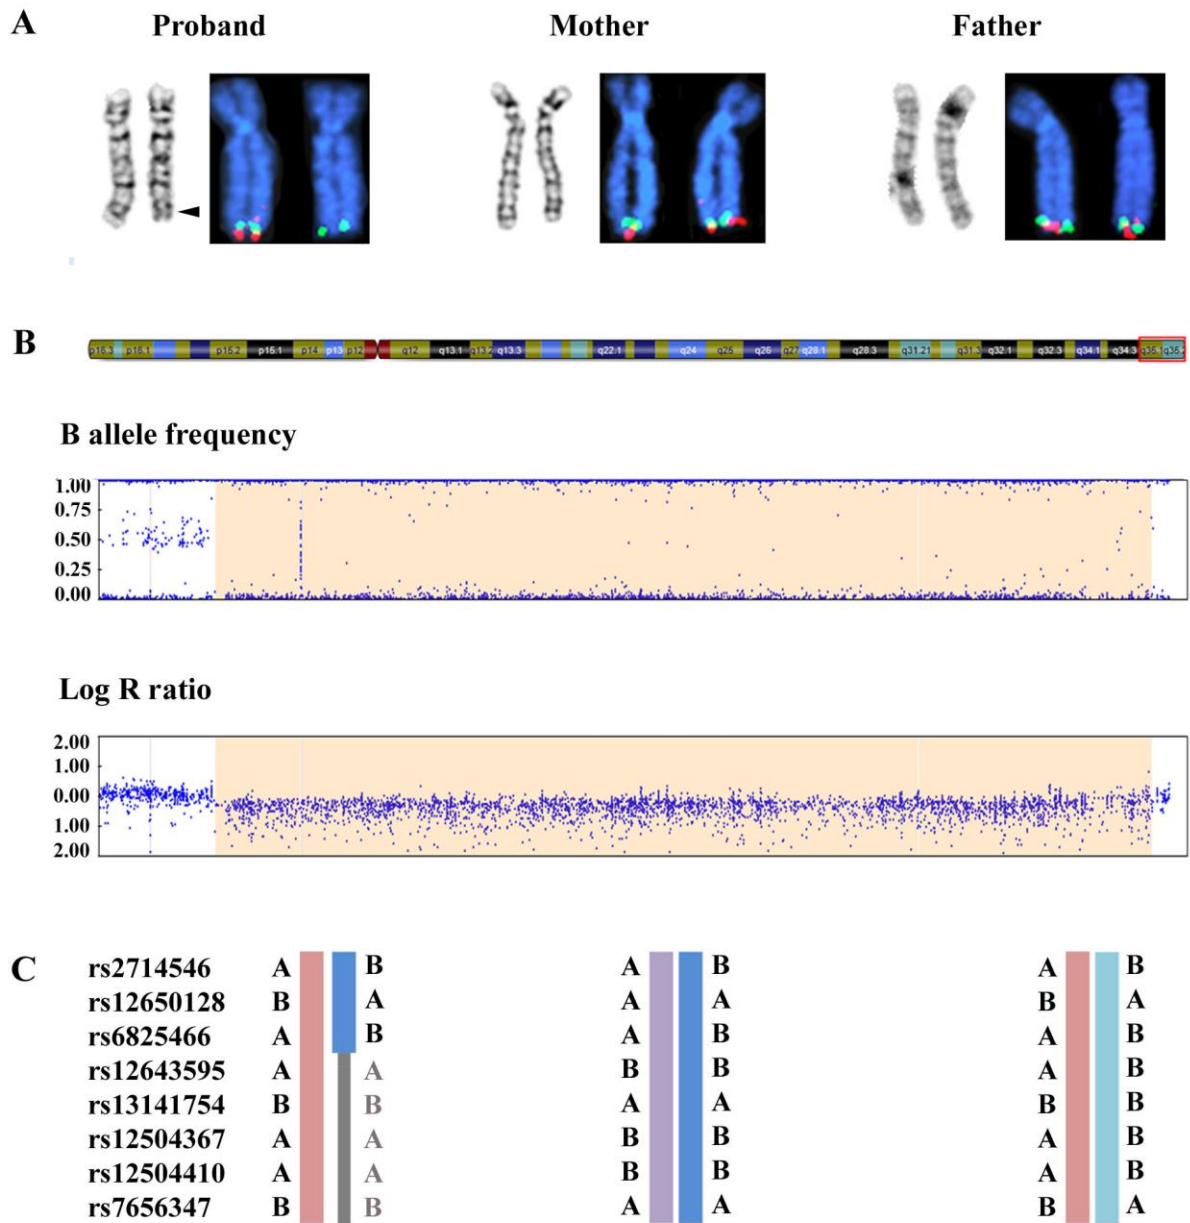 A
Proband Mother Father
B
p16.3 p16.1 p15.2 p15.1 p14 p13 p12 q12 q13.1 q13.2 q13.3 q22.1 q24 q25 q26 q27 q28.1 q28.3 q31.21 q31.3 q32.1 q32.3 q34.1 q34.3 q35.1 q35.2
B allele frequency
1.00
0.75
0.50
0.25
0.00
Log R ratio
2.00
1.00
0.00
1.00
2.00
C
rs2714546 A B A B A B
rs12650128 B A A A B A
rs6825466 A B A B A B
rs12643595 A A B B A B
rs13141754 B B A A B B
rs12504367 A A B B A B
rs12504410 A A B B A B
rs7656347 B B A A B A